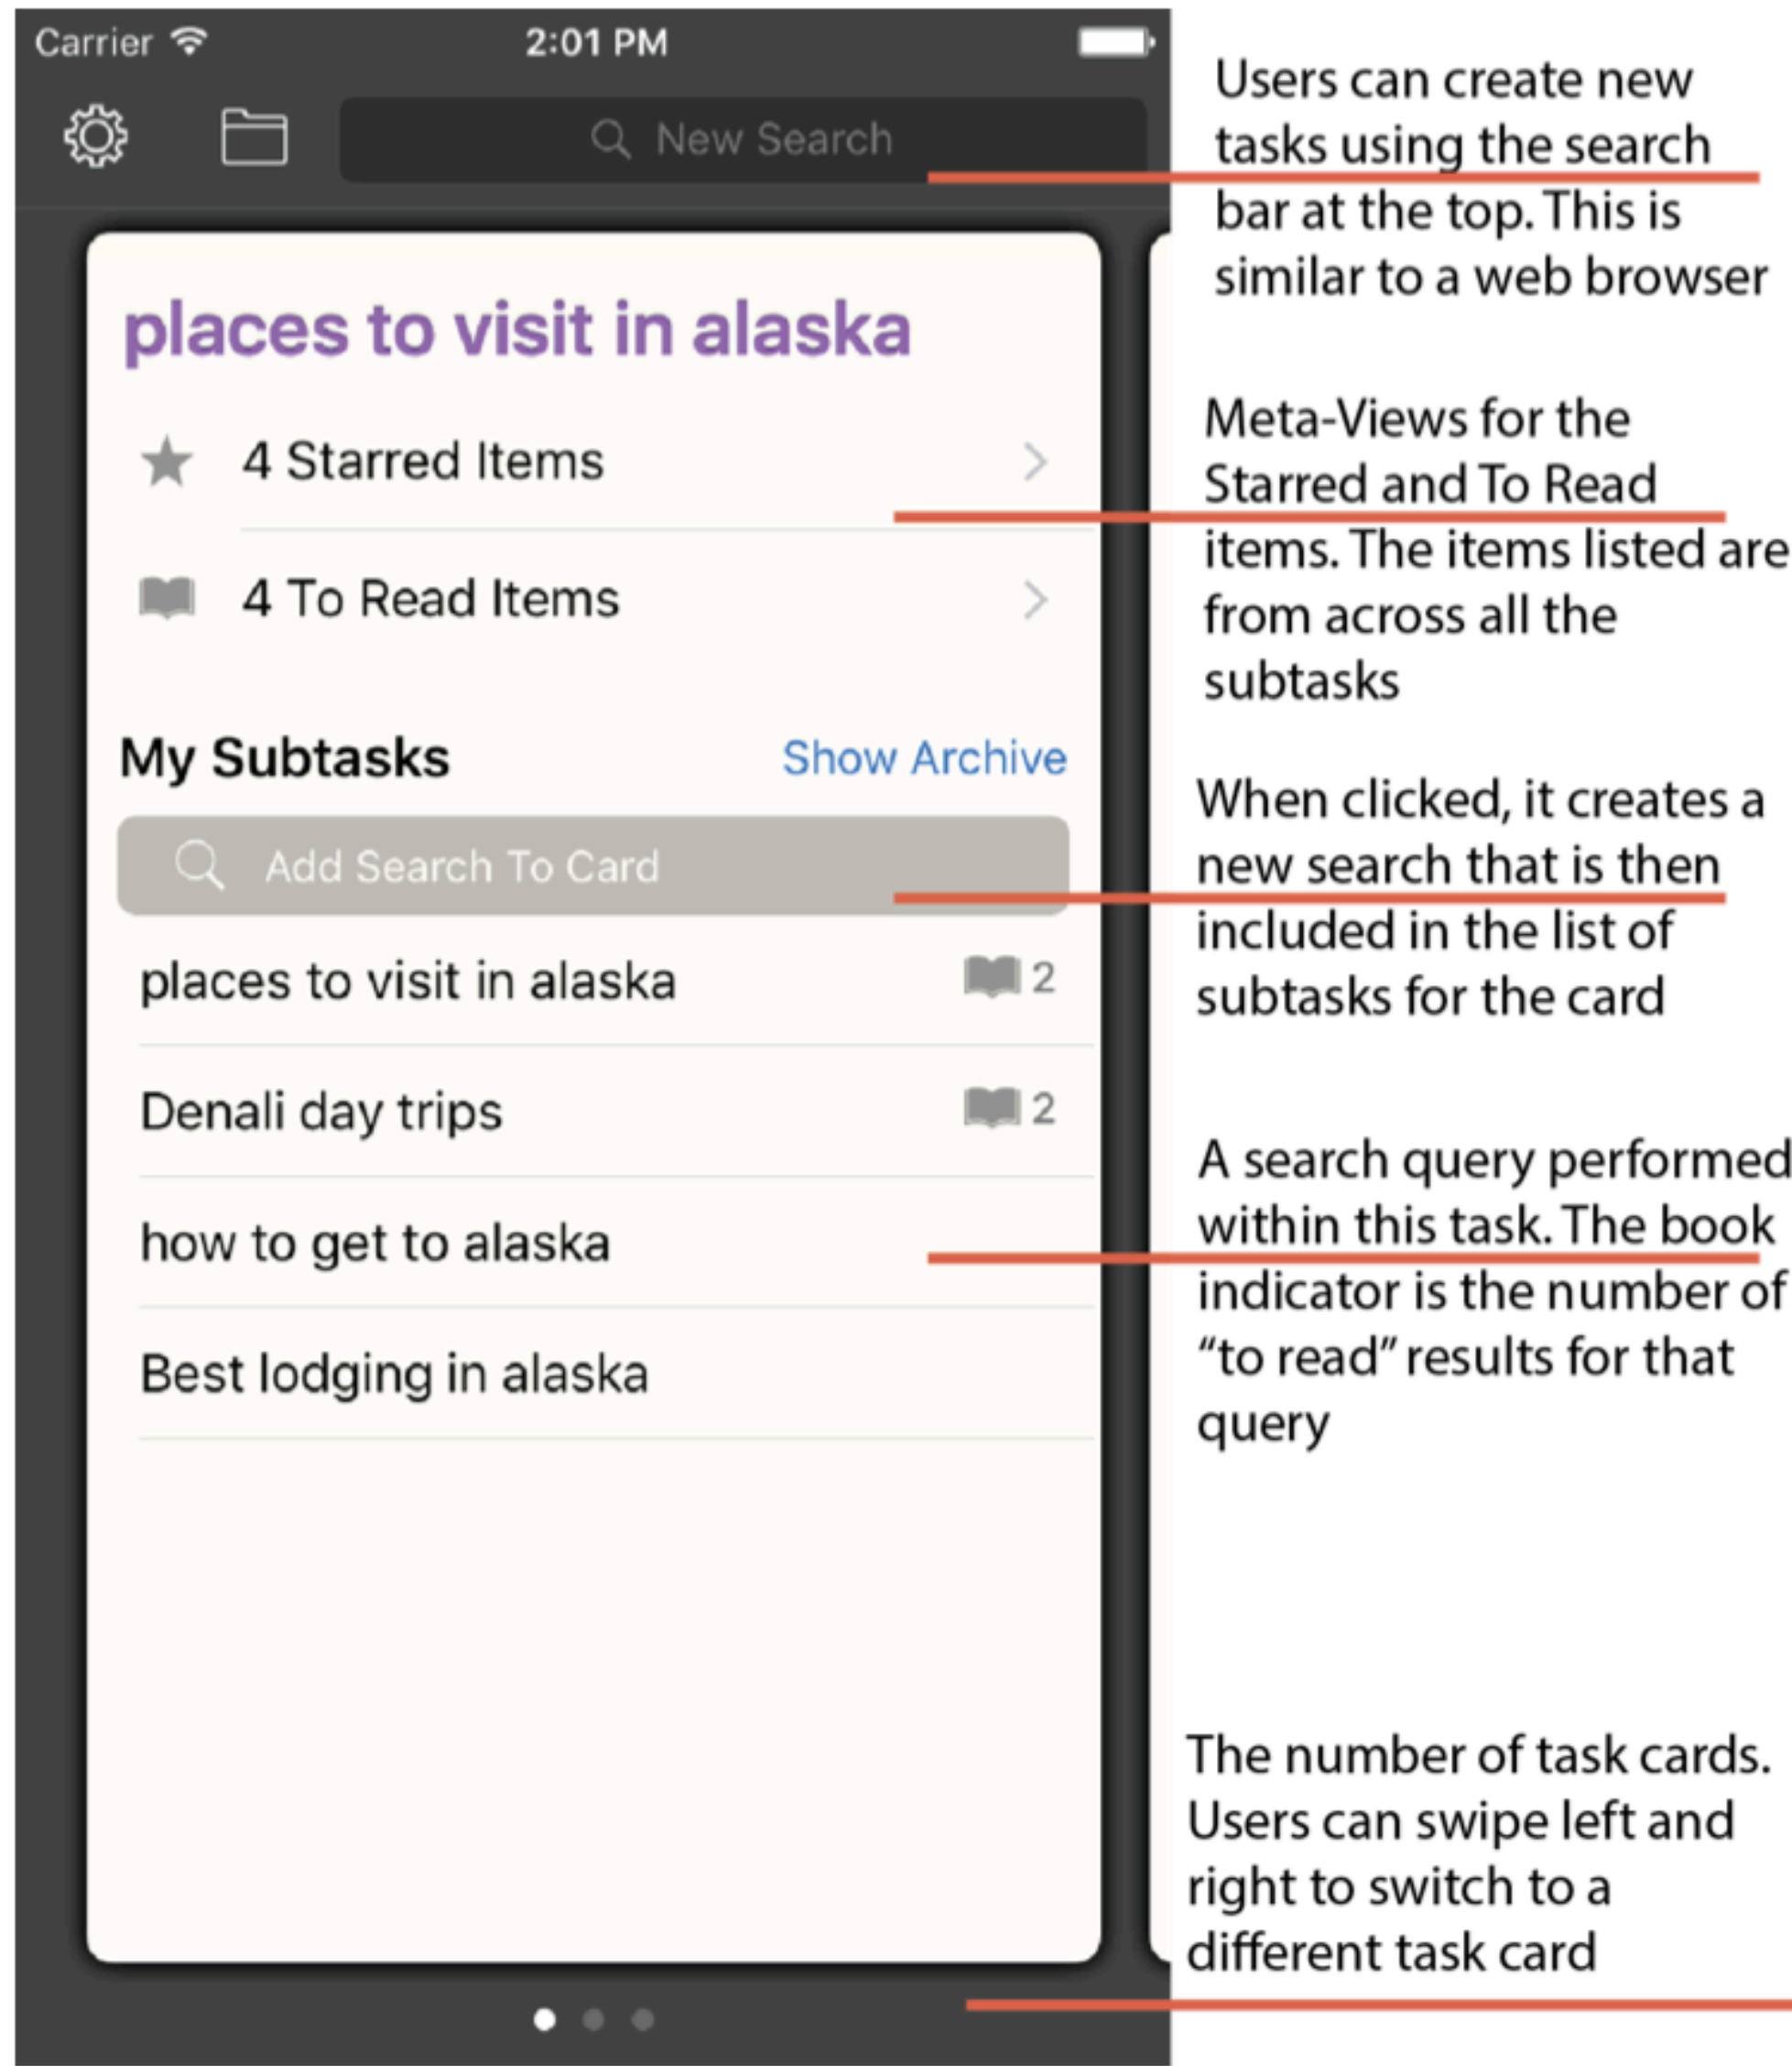 Carrier
2:01 PM
New Search
places to visit in alaska
4 Starred Items
4 To Read Items
My Subtasks
Show Archive
Add Search To Card
places to visit in alaska
2
Denali day trips
2
how to get to alaska
Best lodging in alaska
Users can create new
tasks using the search
bar at the top. This is
similar to a web browser
Meta-Views for the
Starred and To Read
items. The items listed are
from across all the
subtasks
When clicked, it creates a
new search that is then
included in the list of
subtasks for the card
A search query performed
within this task. The book
indicator is the number of
“to read” results for that
query
The number of task cards.
Users can swipe left and
right to switch to a
different task card